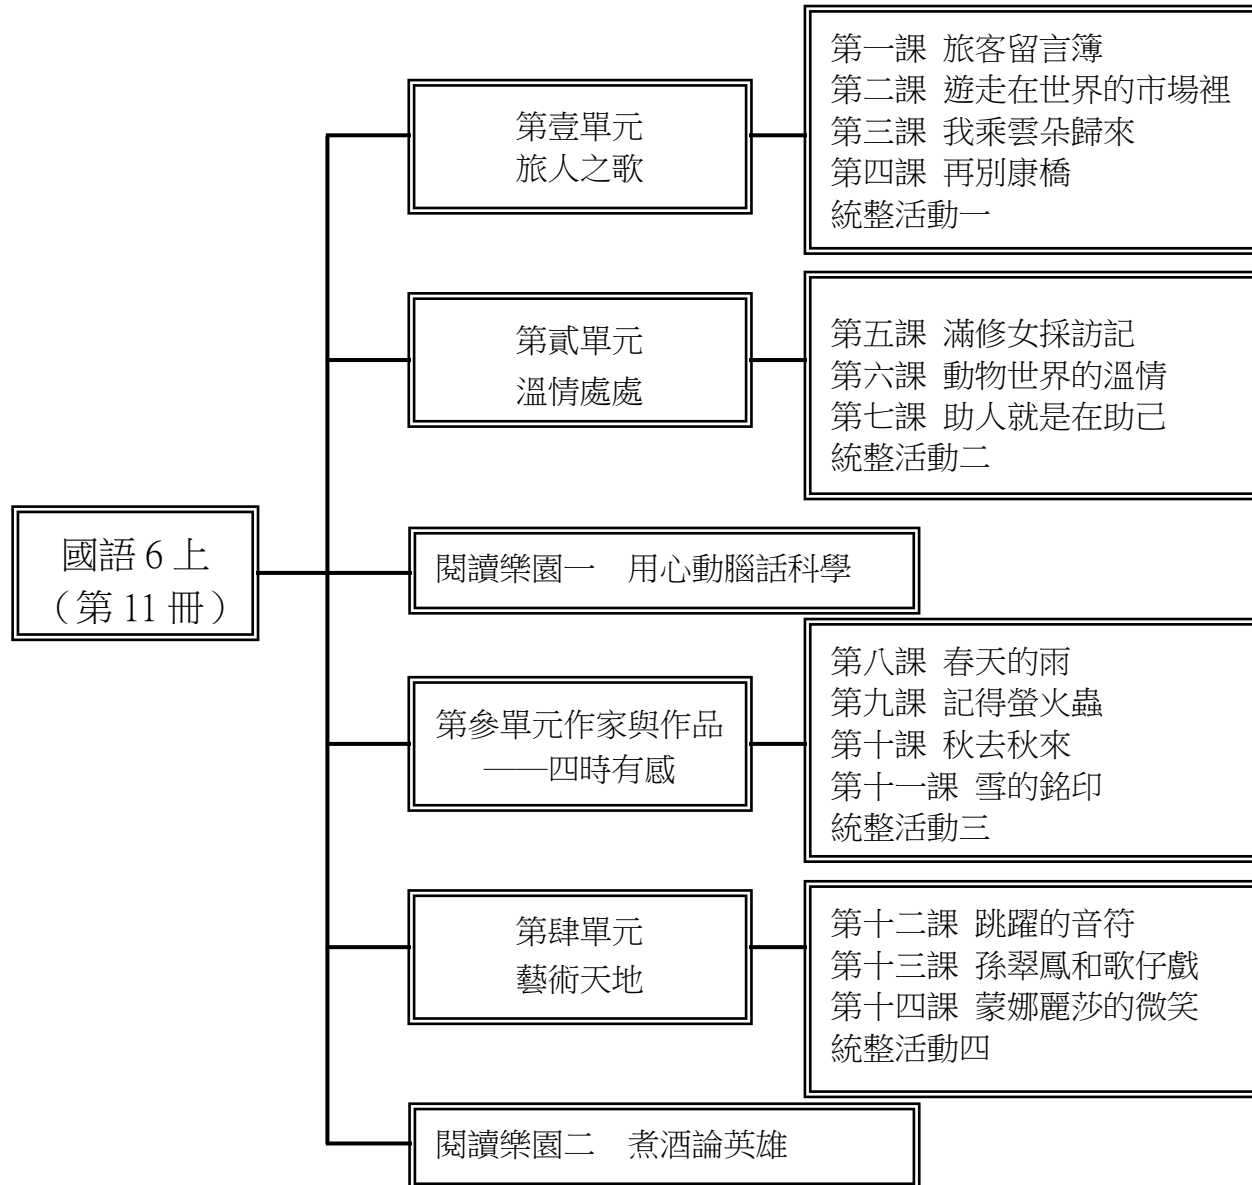 國語 6 上
（第 11 冊）
第壹單元
旅人之歌
第一課 旅客留言簿
第二課 遊走在世界的市場裡
第三課 我乘雲朵歸來
第四課 再別康橋
統整活動一
第貳單元
溫情處處
第五課 滿修女採訪記
第六課 動物世界的溫情
第七課 助人就是在助己
統整活動二
閱讀樂園一　用心動腦話科學
第參單元作家與作品
——四時有感
第八課 春天的雨
第九課 記得螢火蟲
第十課 秋去秋來
第十一課 雪的銘印
統整活動三
第肆單元
藝術天地
第十二課 跳躍的音符
第十三課 孫翠鳳和歌仔戲
第十四課 蒙娜麗莎的微笑
統整活動四
閱讀樂園二　煮酒論英雄